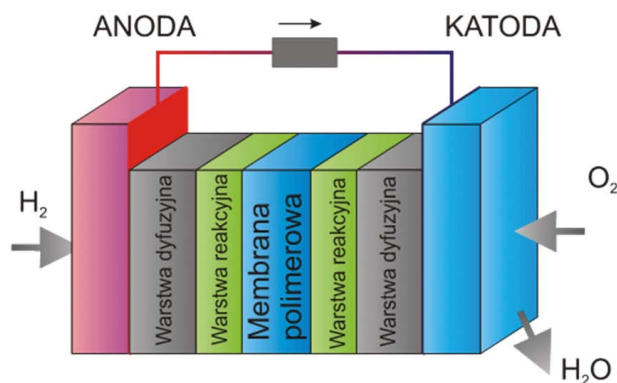 ANODA
KATODA
H₂
O₂
Warstwa dyfuzyjna
Warstwa reakcyjna
Membrana
polimerowa
Warstwa reakcyjna
Warstwa dyfuzyjna
H₂O